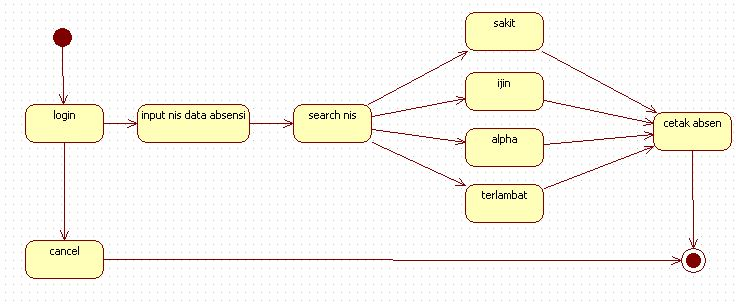 sakit
ijin
login
input nis data absensi
search nis
alpha
cetak absen
terlambat
cancel